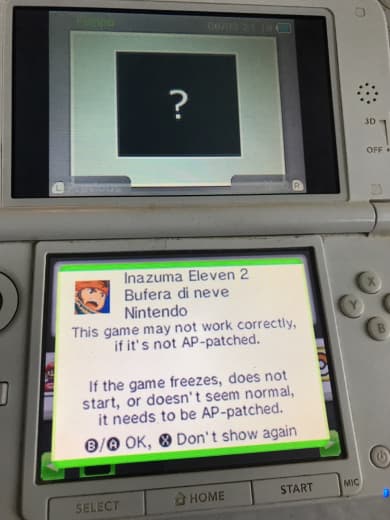 ?
L
R
3D
OFF
Inazuma Eleven 2
Bufera di neve
Nintendo
This game may not work correctly,
if it's not AP-patched.
If the game freezes, does not
start, or doesn't seem normal,
it needs to be AP-patched.
B/A OK, X Don't show again
X
Y
B
SELECT
HOME
START
MIC